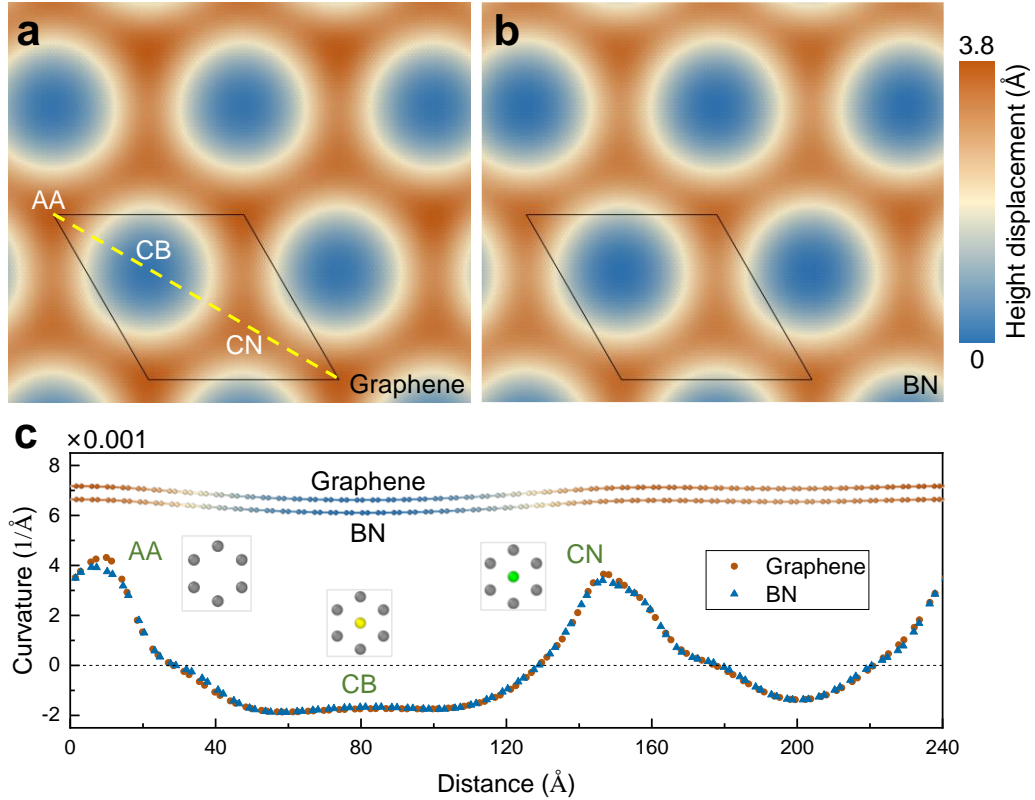 a
b
3.8
Height displacement (Å)
0
AA
CB
CN
Graphene
BN
c
×0.001
Graphene
BN
AA
CN
CB
Graphene
BN
Curvature (1/Å)
8
6
4
2
0
-2
0 40 80 120 160 200 240
Distance (Å)